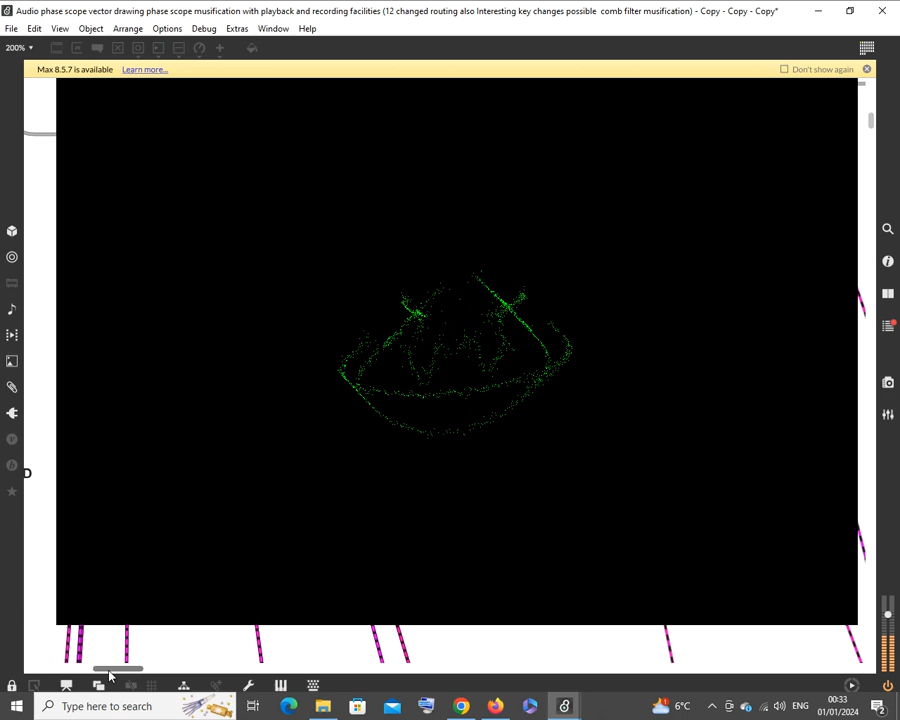 Audio phase scope vector drawing phase scope musification with playback and recording facilities (12 changed routing also Interesting key changes possible  comb filter musification) - Copy - Copy - Copy*
File Edit View Object Arrange Options Debug Extras Window Help
200%
Max 8.5.7 is available Learn more... Don't show again
D
Type here to search 6°C ENG 00:33
01/01/2024 2